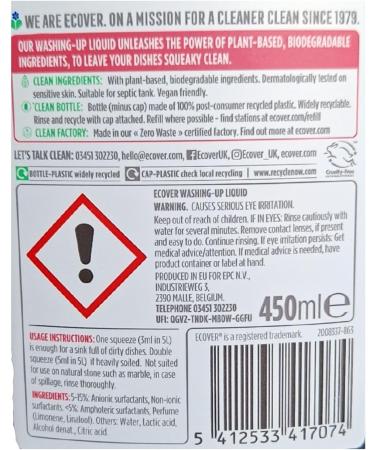 WE ARE ECOVER. ON A MISSION FOR A CLEANER CLEAN SINCE 1979.
OUR WASHING-UP LIQUID UNLEASHES THE POWER OF PLANT-BASED, BIODEGRADABLE
INGREDIENTS, TO LEAVE YOUR DISHES SQUEAKY CLEAN.
CLEAN INGREDIENTS: With plant-based, biodegradable ingredients. Dermatologically tested on
sensitive skin. Suitable for septic tank. Vegan friendly.
CLEAN BOTTLE: Bottle (minus cap) made of 100% post-consumer recycled plastic. Widely recyclable.
Rinse and recycle with cap attached. Refill where possible - find stations at ecover.com/refill
CLEAN FACTORY: Made in our « Zero Waste » certified factory. Find out more at ecover.com
LET'S TALK CLEAN: 03451 302230, hello@ecover.com, EcoverUK, Ecover_UK, ecover.com
BOTTLE-PLASTIC widely recycled CAP-PLASTIC check local recycling | www.recyclenow.com
Cruelty-Free
ECOVER WASHING-UP LIQUID
WARNING. CAUSES SERIOUS EYE IRRITATION.
Keep out of reach of children. IF IN EYES: Rinse cautiously with
water for several minutes. Remove contact lenses, if present
and easy to do. Continue rinsing. If eye irritation persists: Get
medical advice/attention. If medical advice is needed, have
product container or label at hand.
PRODUCED IN EU FOR EPC N.V.,
INDUSTRIEWEG 3,
2390 MALLE, BELGIUM.
TELEPHONE 03451 302230
UFI: QGV2-TNDK-M80W-GGFU
450ml e
USAGE INSTRUCTIONS: One squeeze (3ml in 5L)
is enough for a sink full of dirty dishes. Double
squeeze (5ml in 5L) if heavily soiled. Not suited
for use on natural stone such as marble, in case
of spillage, rinse thoroughly.
INGREDIENTS: 5-15%: Anionic surfactants, Non-ionic
surfactants. <5%: Amphoteric surfactants, Perfume
(Limonene, Linalool). Others: Water, Lactic acid,
Alcohol denat., Citric acid.
ECOVER® is a registered trademark. 2008337-863
5 412533 417074